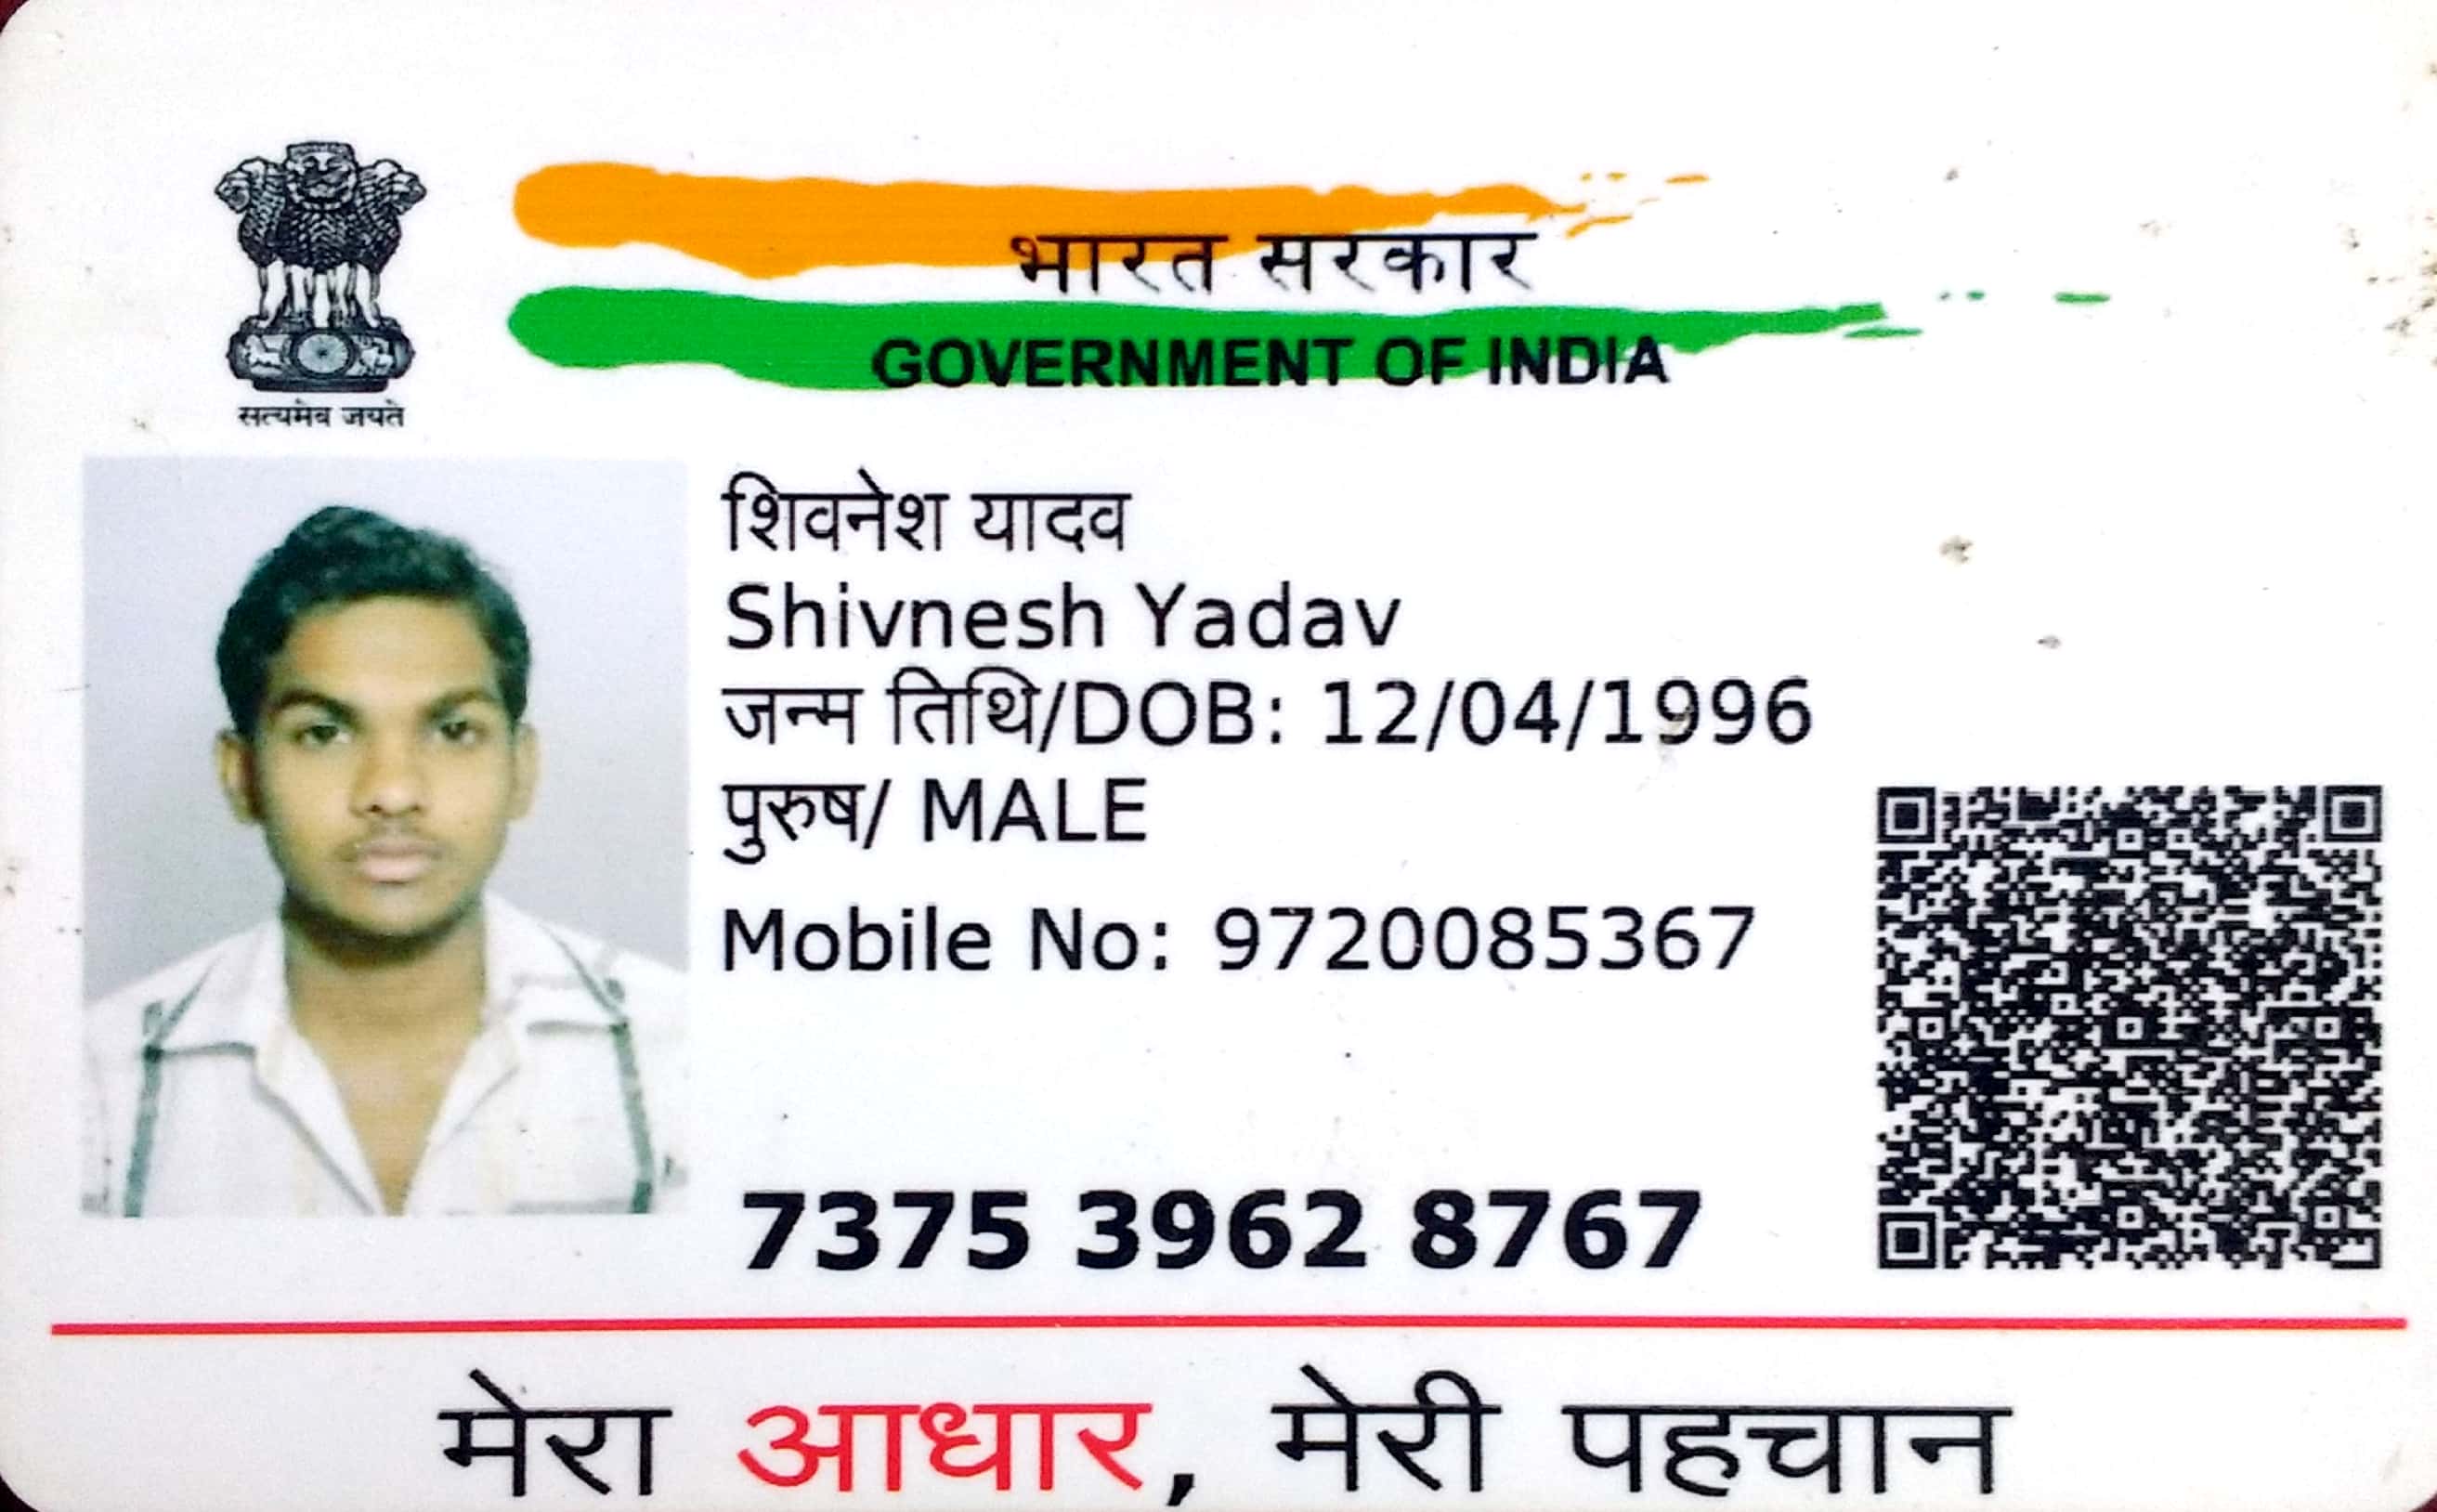 भारत सरकार
GOVERNMENT OF INDIA
सत्यमेव जयते
शिवनेश यादव
Shivnesh Yadav
जन्म तिथि/DOB: 12/04/1996
पुरुष/ MALE
Mobile No: 9720085367
7375 3962 8767
मेरा आधार, मेरी पहचान